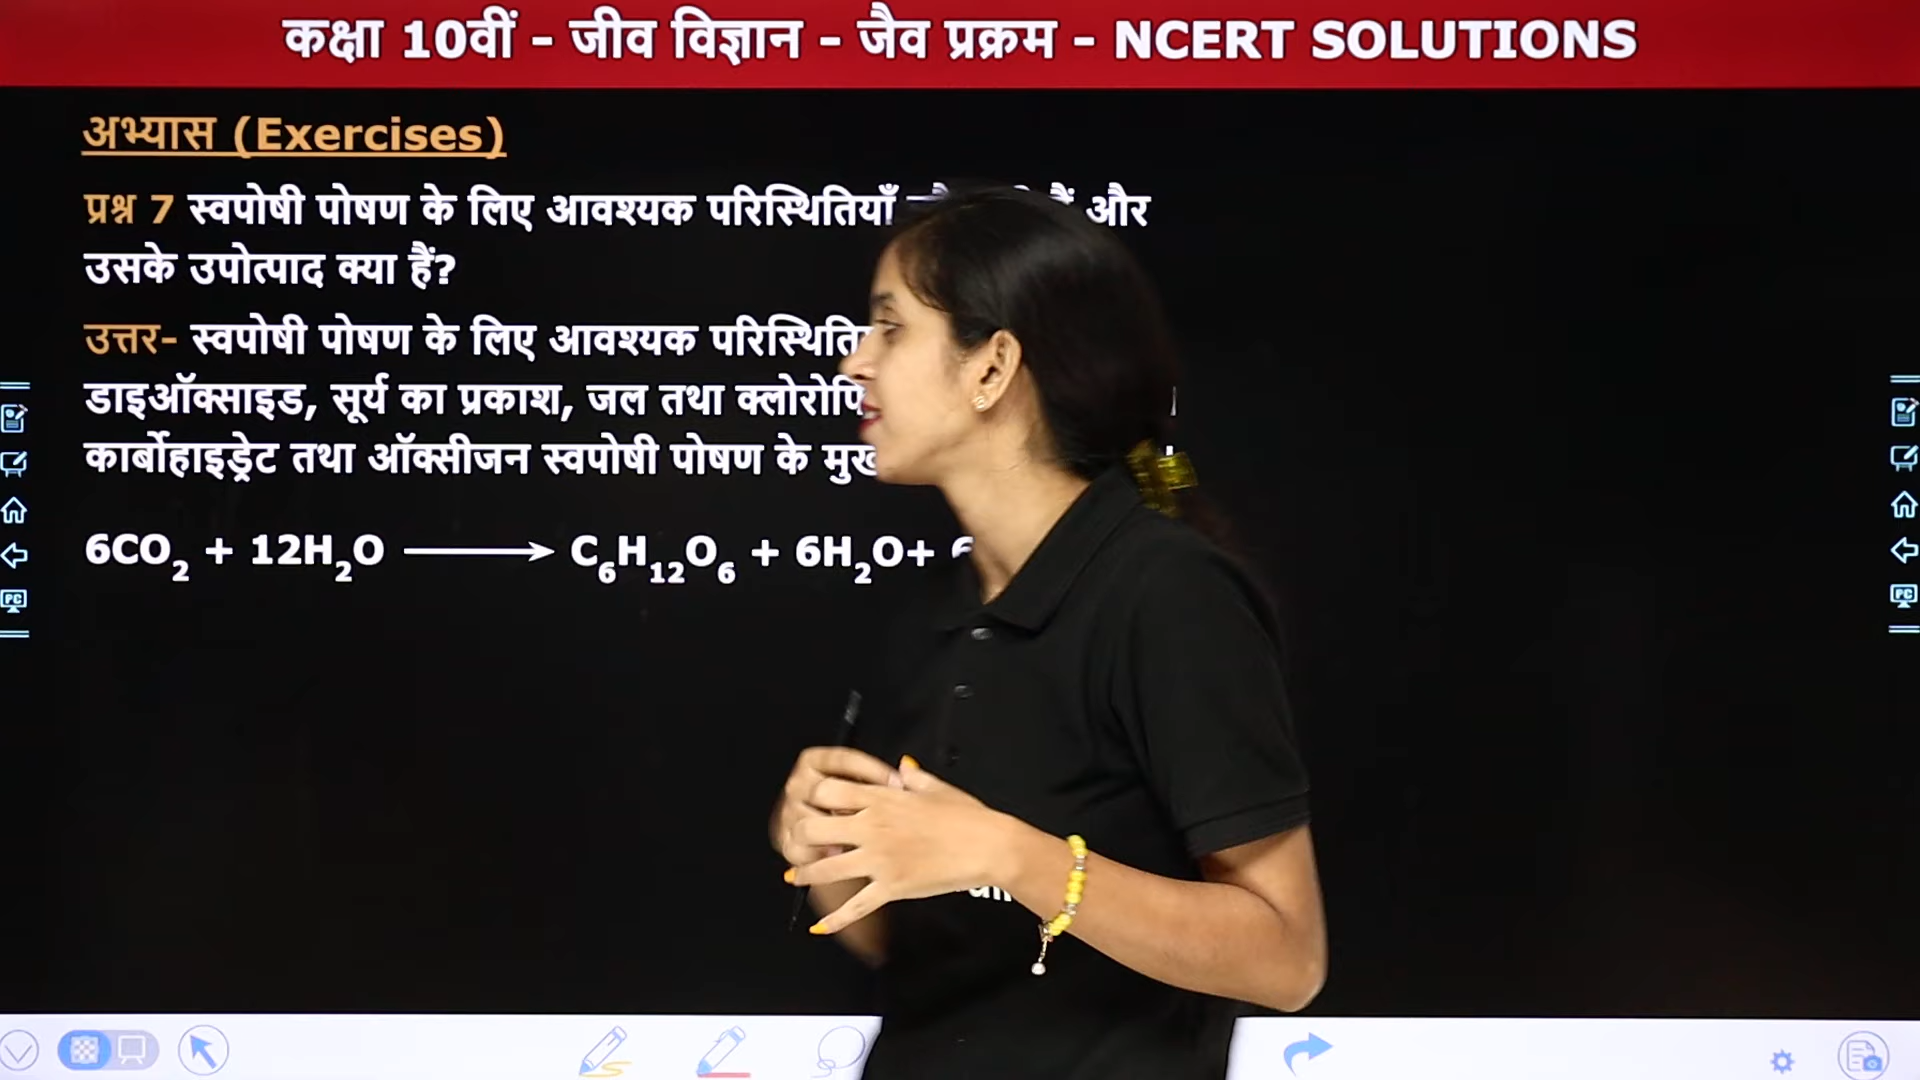 कक्षा 10वीं - जीव विज्ञान - जैव प्रक्रम - NCERT SOLUTIONS
अभ्यास (Exercises)
प्रश्न 7 स्वपोषी पोषण के लिए आवश्यक परिस्थितियाँ और
उसके उपोत्पाद क्या हैं?
उत्तर- स्वपोषी पोषण के लिए आवश्यक
डाइऑक्साइड, सूर्य का प्रकाश, जल तथा
कार्बोहाइड्रेट तथा ऑक्सीजन स्वपोषी पोषण के
6CO₂ + 12H₂O ⟶ C₆H₁₂O₆ + 6H₂O+
PC
PC